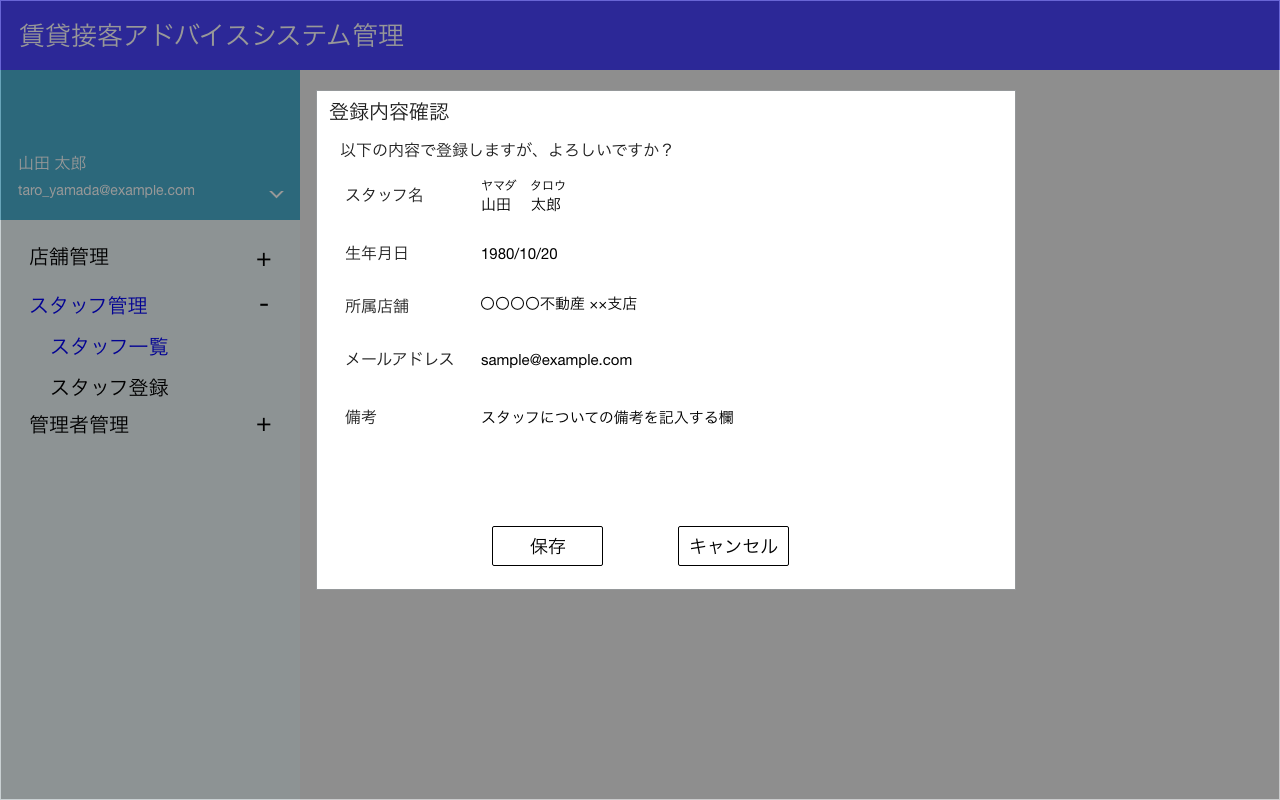 賃貸接客アドバイスシステム管理
山田 太郎
taro_yamada@example.com
店舗管理 +
スタッフ管理 -
スタッフ一覧
スタッフ登録
管理者管理 +
登録内容確認
以下の内容で登録しますが、よろしいですか？
ヤマダ タロウ
スタッフ名 山田 太郎
生年月日 1980/10/20
所属店舗 〇〇〇〇不動産 ××支店
メールアドレス sample@example.com
備考 スタッフについての備考を記入する欄
保存 キャンセル